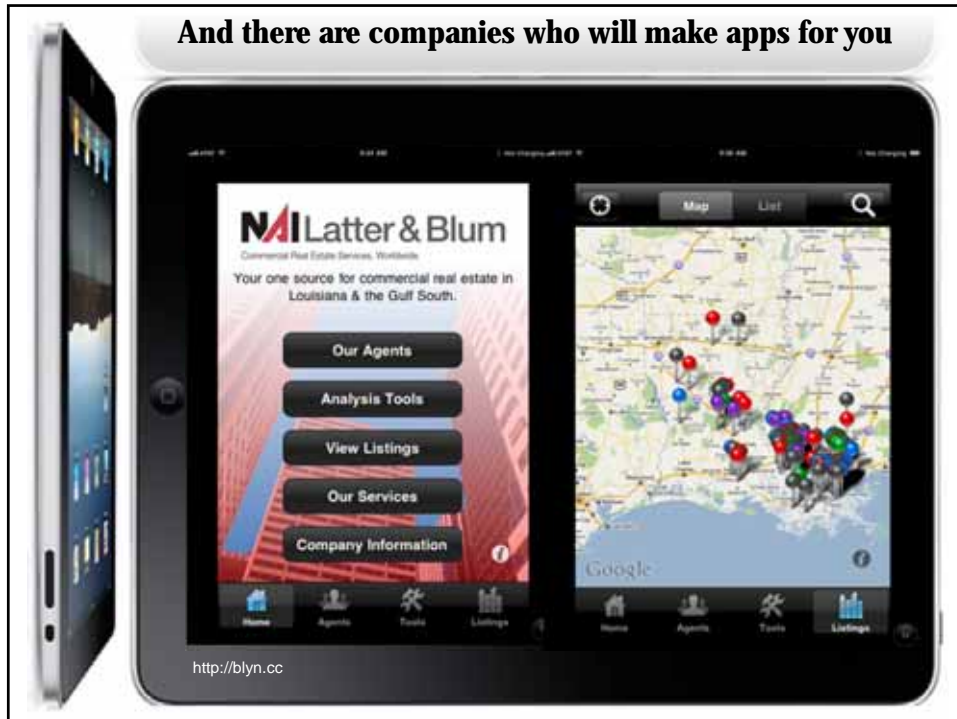 And there are companies who will make apps for you
NAI Latter & Blum
Commercial Real Estate Services, Worldwide.
Your one source for commercial real estate in
Louisiana & the Gulf South.
Our Agents
Analysis Tools
View Listings
Our Services
Company Information
Home Agents Tools Listings
Map List
Google
Home Agents Tools Listings
http://blyn.cc